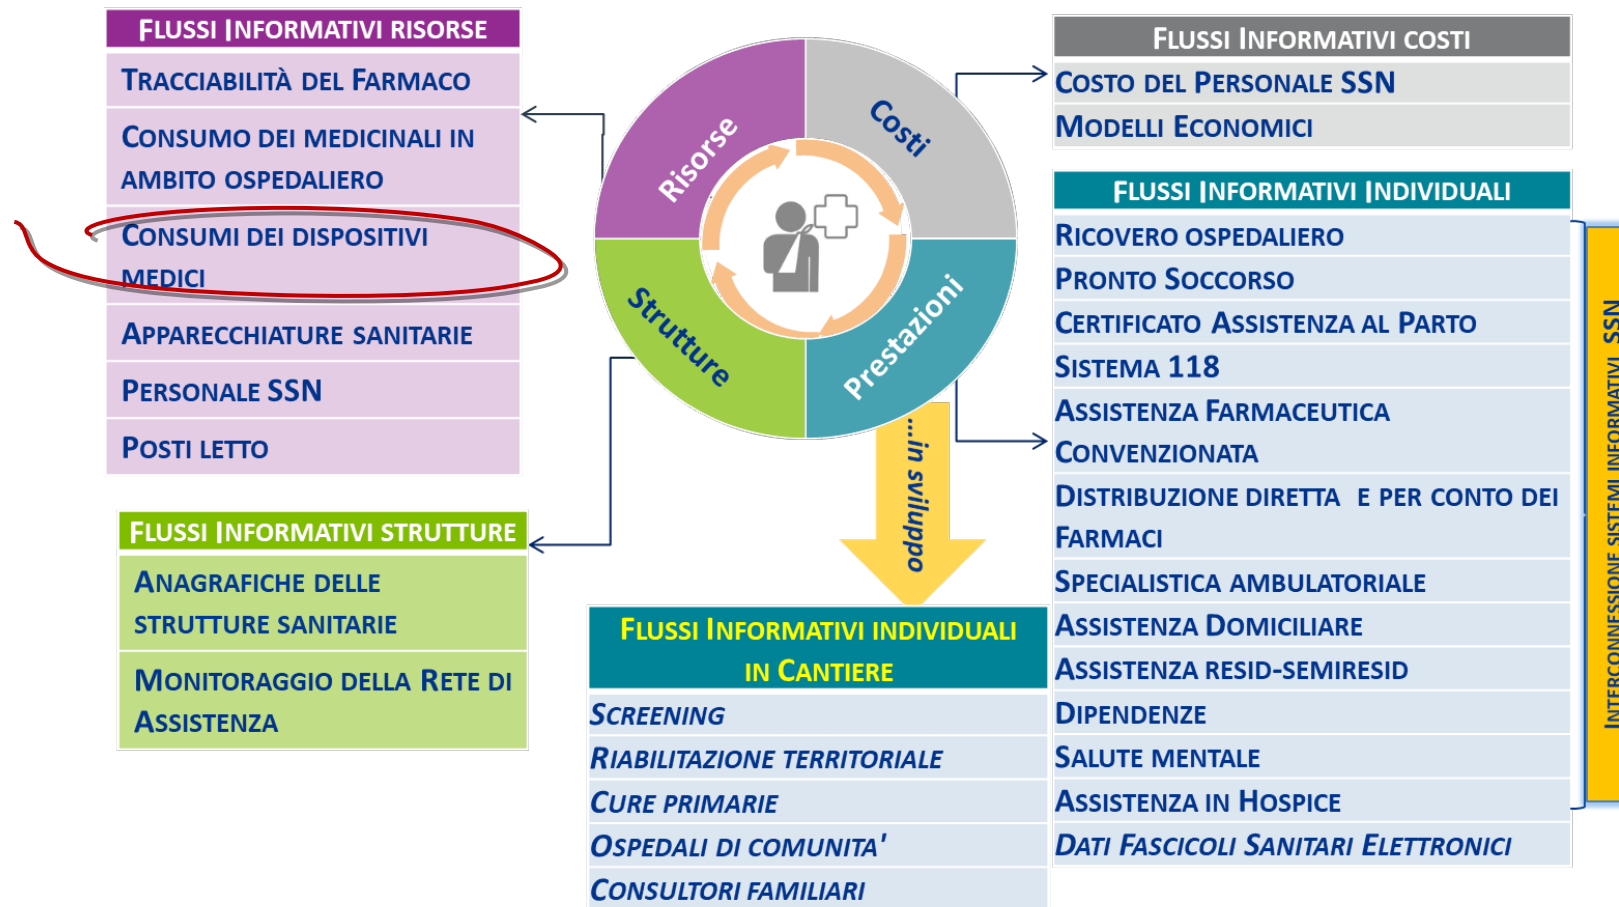 FLUSSI INFORMATIVI RISORSE
TRACCIABILITÀ DEL FARMACO
CONSUMO DEI MEDICINALI IN
AMBITO OSPEDALIERO
CONSUMI DEI DISPOSITIVI
MEDICI
APPARECCHIATURE SANITARIE
PERSONALE SSN
POSTI LETTO
FLUSSI INFORMATIVI STRUTTURE
ANAGRAFICHE DELLE
STRUTTURE SANITARIE
MONITORAGGIO DELLA RETE DI
ASSISTENZA
Risorse
Costi
Strutture
Prestazioni
...in sviluppo
FLUSSI INFORMATIVI INDIVIDUALI
IN CANTIERE
SCREENING
RIABILITAZIONE TERRITORIALE
CURE PRIMARIE
OSPEDALI DI COMUNITA'
CONSULTORI FAMILIARI
FLUSSI INFORMATIVI COSTI
COSTO DEL PERSONALE SSN
MODELLI ECONOMICI
FLUSSI INFORMATIVI INDIVIDUALI
RICOVERO OSPEDALIERO
PRONTO SOCCORSO
CERTIFICATO ASSISTENZA AL PARTO
SISTEMA 118
ASSISTENZA FARMACEUTICA
CONVENZIONATA
DISTRIBUZIONE DIRETTA E PER CONTO DEI
FARMACI
SPECIALISTICA AMBULATORIALE
ASSISTENZA DOMICILIARE
ASSISTENZA RESID-SEMIRESID
DIPENDENZE
SALUTE MENTALE
ASSISTENZA IN HOSPICE
DATI FASCICOLI SANITARI ELETTRONICI
INTERCONNESSIONE SISTEMI INFORMATIVI SSN